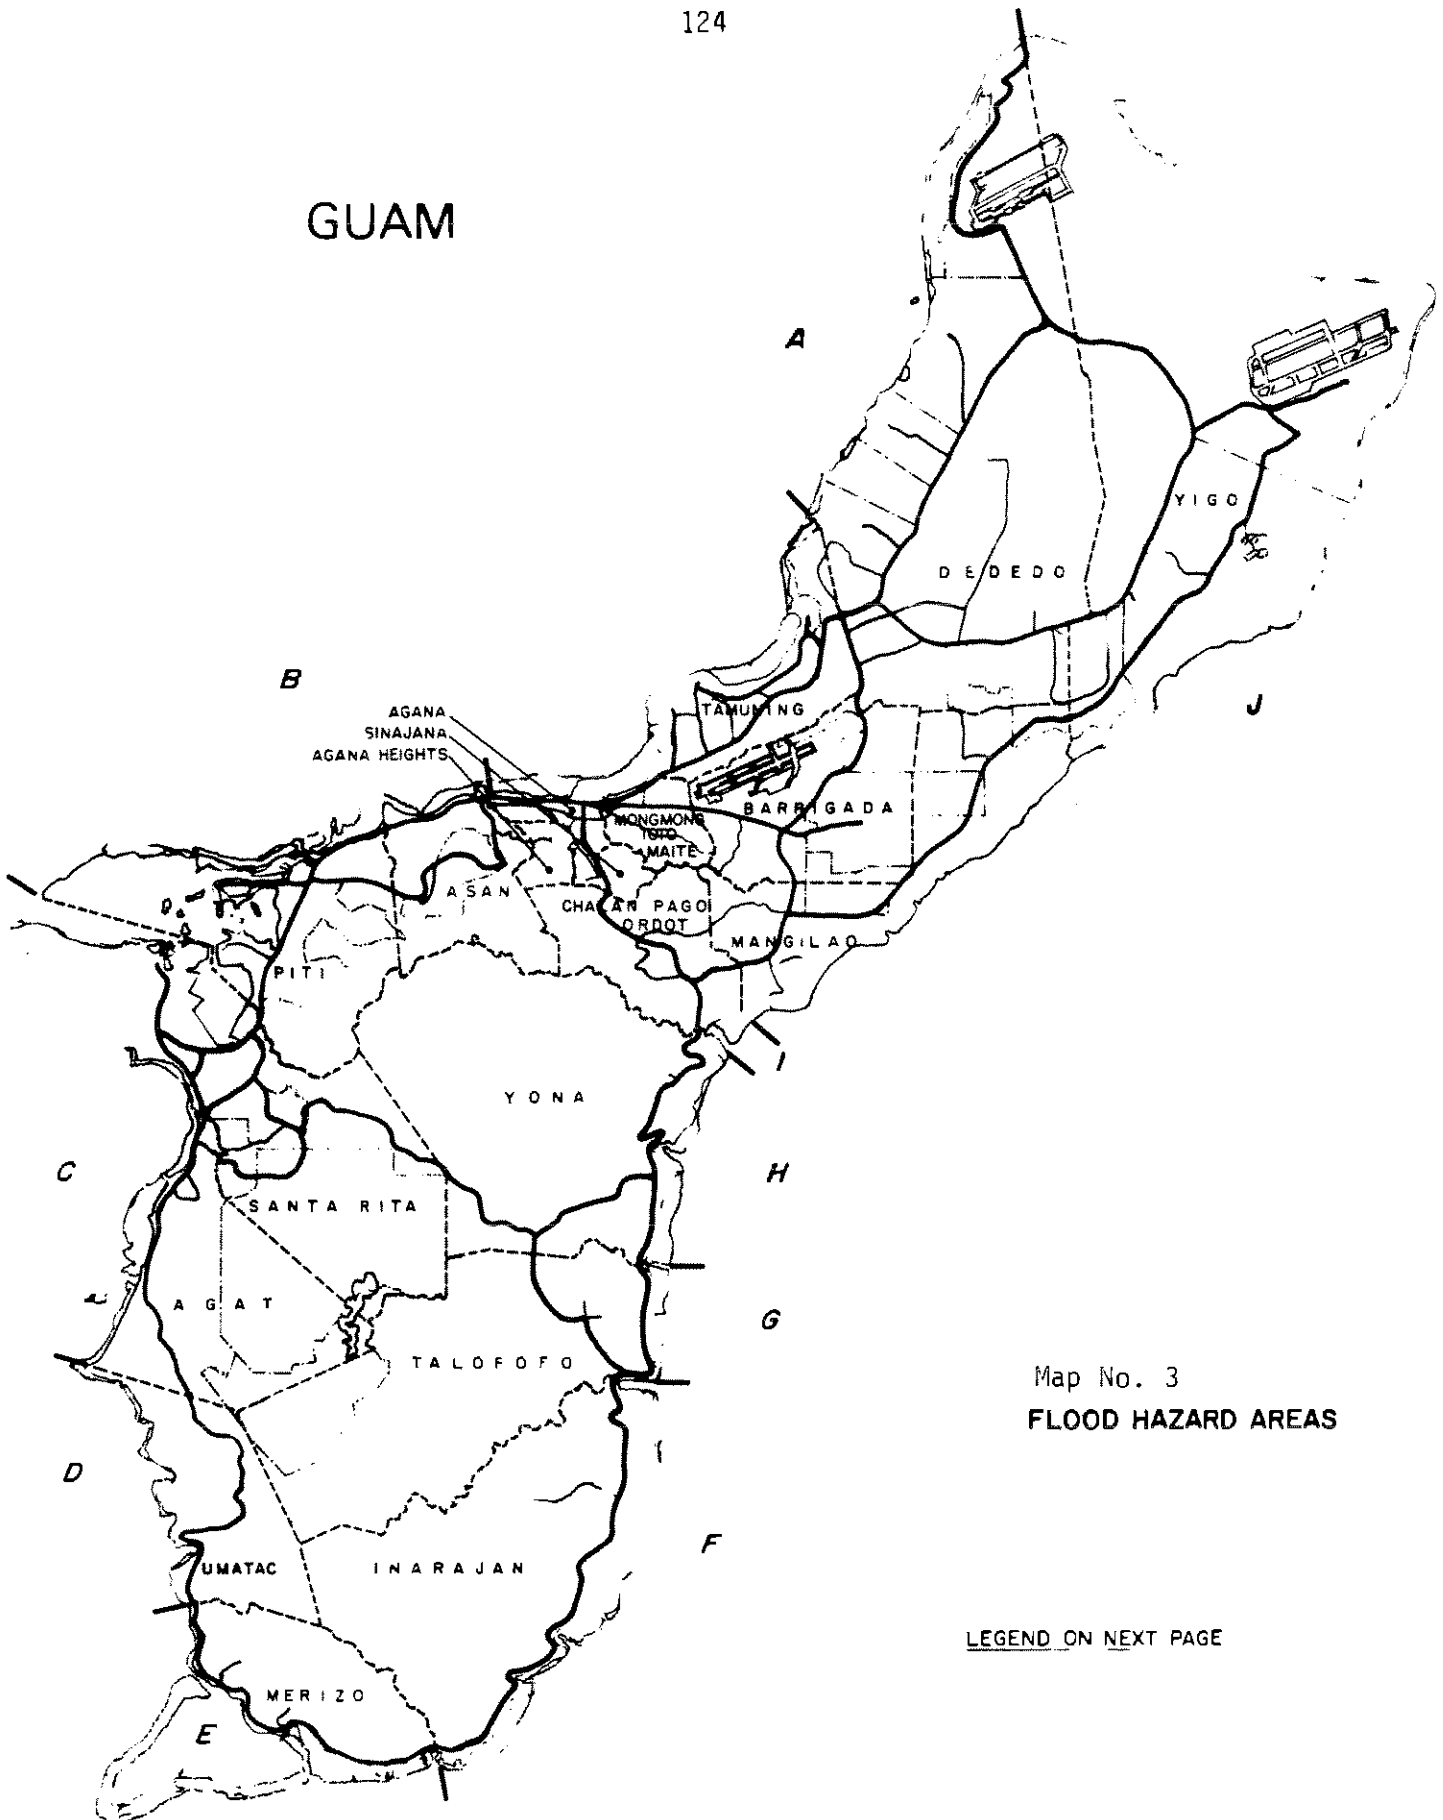 124
GUAM
A
YIGO
DEDEDO
B
J
AGANA
SINAJANA
AGANA HEIGHTS
TAMUNING
BARRIGADA
MONGMONG
TOTO
MAITE
ASAN
CHALAN PAGO
ORDOT
MANGILAO
PITI
I
YONA
C
H
SANTA RITA
AGAT
G
TALOFOFO
Map No. 3
FLOOD HAZARD AREAS
D
F
UMATAC
INARAJAN
LEGEND ON NEXT PAGE
MERIZO
E